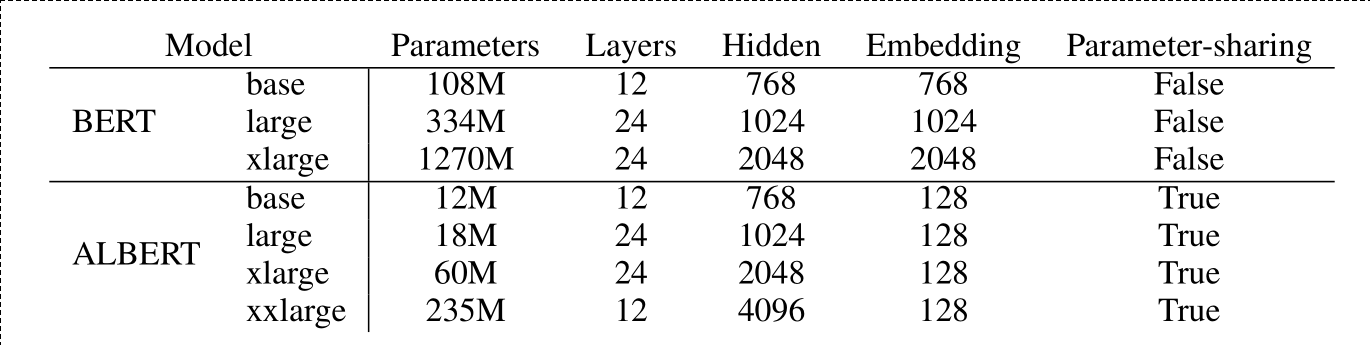 Model Parameters Layers Hidden Embedding Parameter-sharing
base 108M 12 768 768 False
BERT large 334M 24 1024 1024 False
xlarge 1270M 24 2048 2048 False
base 12M 12 768 128 True
large 18M 24 1024 128 True
ALBERT
xlarge 60M 24 2048 128 True
xxlarge 235M 12 4096 128 True